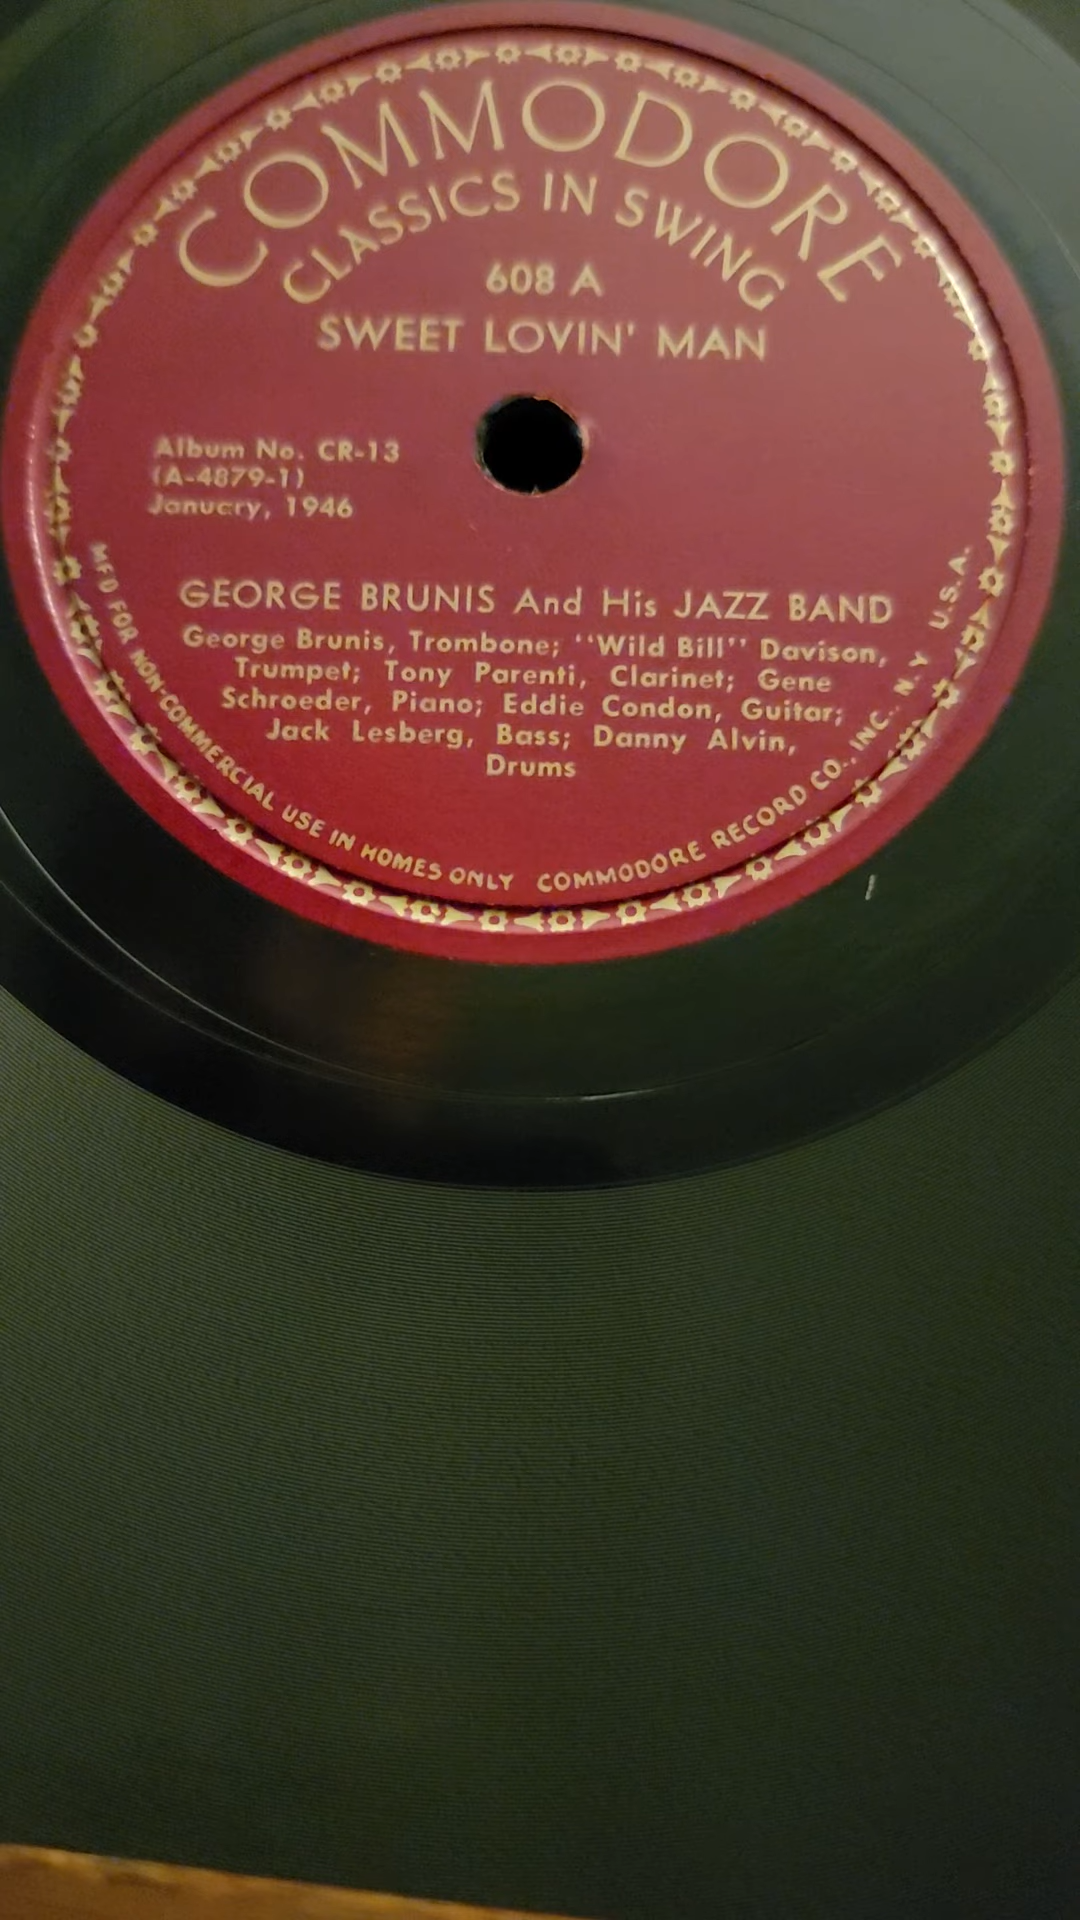 COMMODORE
CLASSICS IN SWING
608 A
SWEET LOVIN' MAN
Album No. CR-13
(A-4879-1)
January, 1946
GEORGE BRUNIS And His JAZZ BAND
George Brunis, Trombone; "Wild Bill" Davison,
Trumpet; Tony Parenti, Clarinet; Gene
Schroeder, Piano; Eddie Condon, Guitar;
Jack Lesberg, Bass; Danny Alvin,
Drums
MF'D FOR NON-COMMERCIAL USE IN HOMES ONLY COMMODORE RECORD CO., INC., N.Y U.S.A.